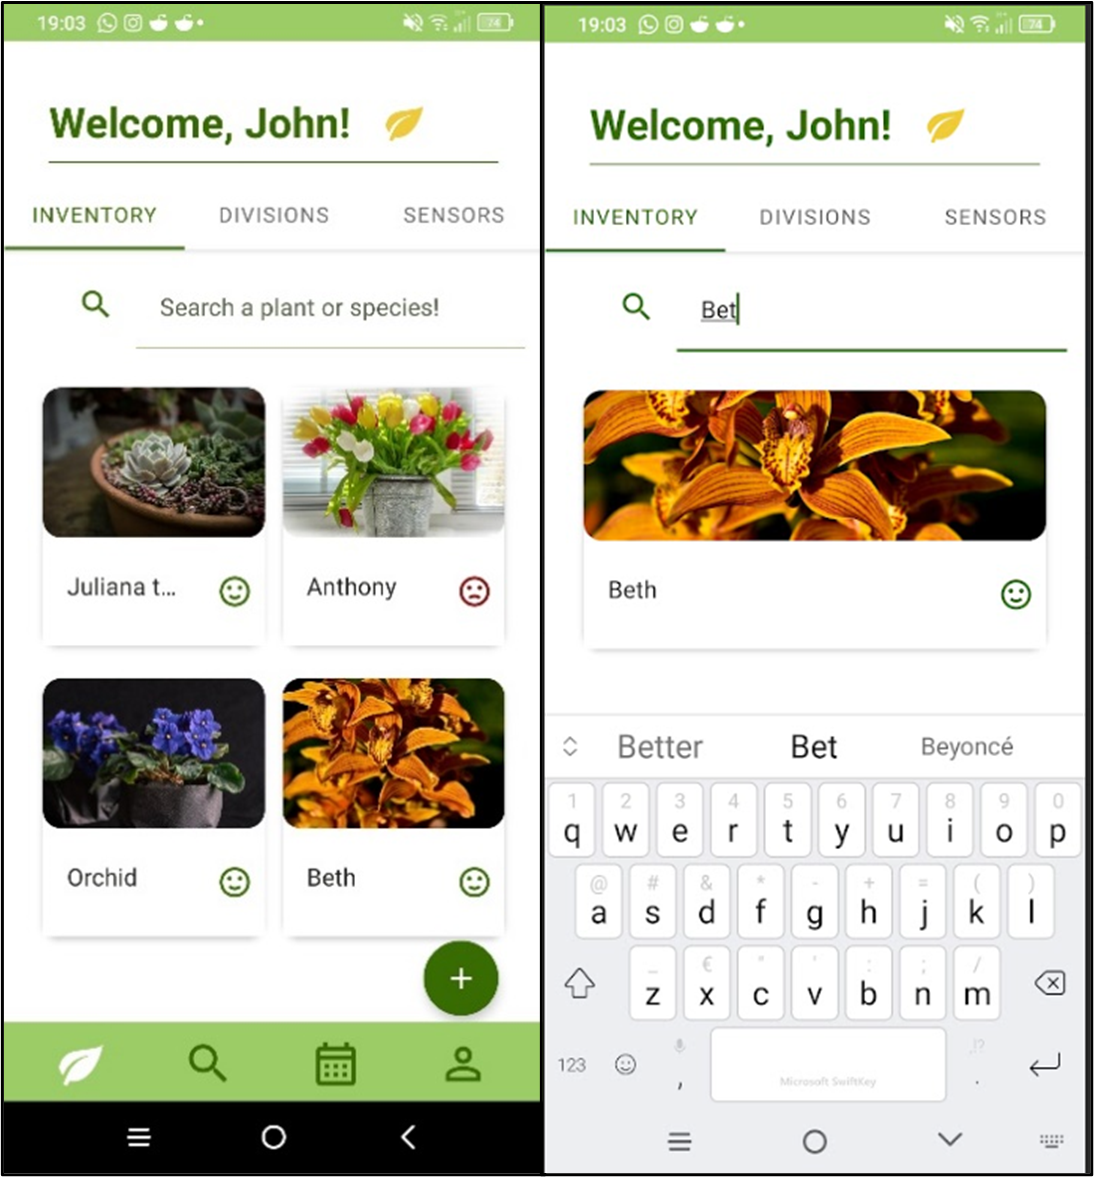 19:03
74
Welcome, John!
INVENTORY DIVISIONS SENSORS
Search a plant or species!
Juliana t...
Anthony
Orchid
Beth
+
19:03
74
Welcome, John!
INVENTORY DIVISIONS SENSORS
Bet
Beth
Better Bet Beyoncé
1 2 3 4 5 6 7 8 9 0
q w e r t y u i o p
@ # & * - + = ( )
a s d f g h j k l
_ € " ' : ; /
z x c v b n m
123 , Microsoft SwiftKey .
,!?